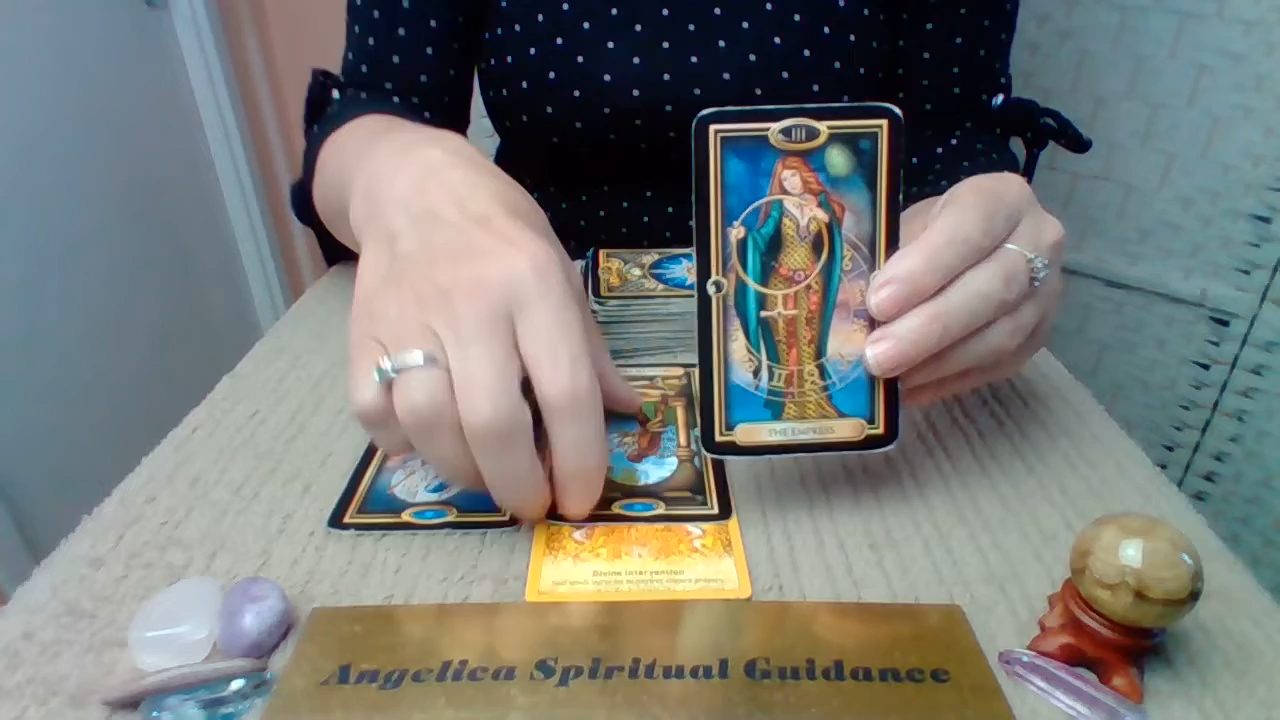 III
THE EMPRESS
Divine Intervention
Angelica Spiritual Guidance